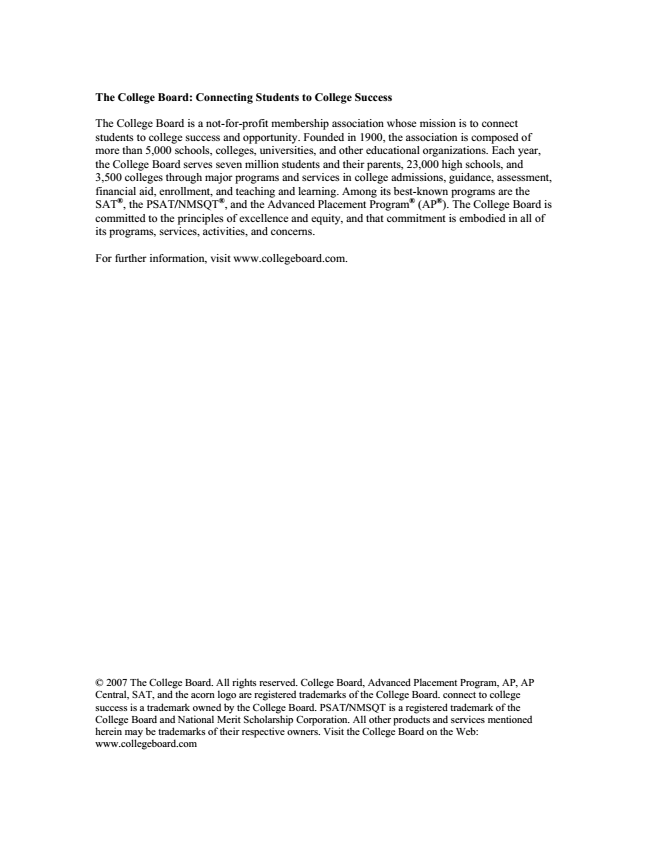 The College Board: Connecting Students to College Success
The College Board is a not-for-profit membership association whose mission is to connect
students to college success and opportunity. Founded in 1900, the association is composed of
more than 5,000 schools, colleges, universities, and other educational organizations. Each year,
the College Board serves seven million students and their parents, 23,000 high schools, and
3,500 colleges through major programs and services in college admissions, guidance, assessment,
financial aid, enrollment, and teaching and learning. Among its best-known programs are the
SAT®, the PSAT/NMSQT®, and the Advanced Placement Program® (AP®). The College Board is
committed to the principles of excellence and equity, and that commitment is embodied in all of
its programs, services, activities, and concerns.
For further information, visit www.collegeboard.com.
© 2007 The College Board. All rights reserved. College Board, Advanced Placement Program, AP, AP
Central, SAT, and the acorn logo are registered trademarks of the College Board. connect to college
success is a trademark owned by the College Board. PSAT/NMSQT is a registered trademark of the
College Board and National Merit Scholarship Corporation. All other products and services mentioned
herein may be trademarks of their respective owners. Visit the College Board on the Web:
www.collegeboard.com